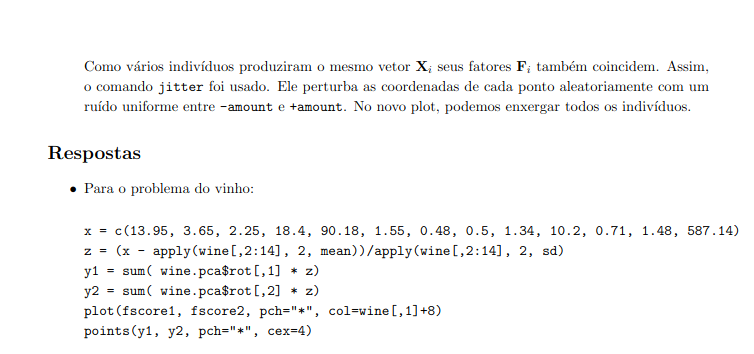 Como vários indivíduos produziram o mesmo vetor Xi seus fatores Fi também coincidem. Assim,
o comando jitter foi usado. Ele perturba as coordenadas de cada ponto aleatoriamente com um
ruído uniforme entre -amount e +amount. No novo plot, podemos enxergar todos os indivíduos.
Respostas
• Para o problema do vinho:
x = c(13.95, 3.65, 2.25, 18.4, 90.18, 1.55, 0.48, 0.5, 1.34, 10.2, 0.71, 1.48, 587.14)
z = (x - apply(wine[,2:14], 2, mean))/apply(wine[,2:14], 2, sd)
y1 = sum( wine.pca$rot[,1] * z)
y2 = sum( wine.pca$rot[,2] * z)
plot(fscore1, fscore2, pch="*", col=wine[,1]+8)
points(y1, y2, pch="*", cex=4)